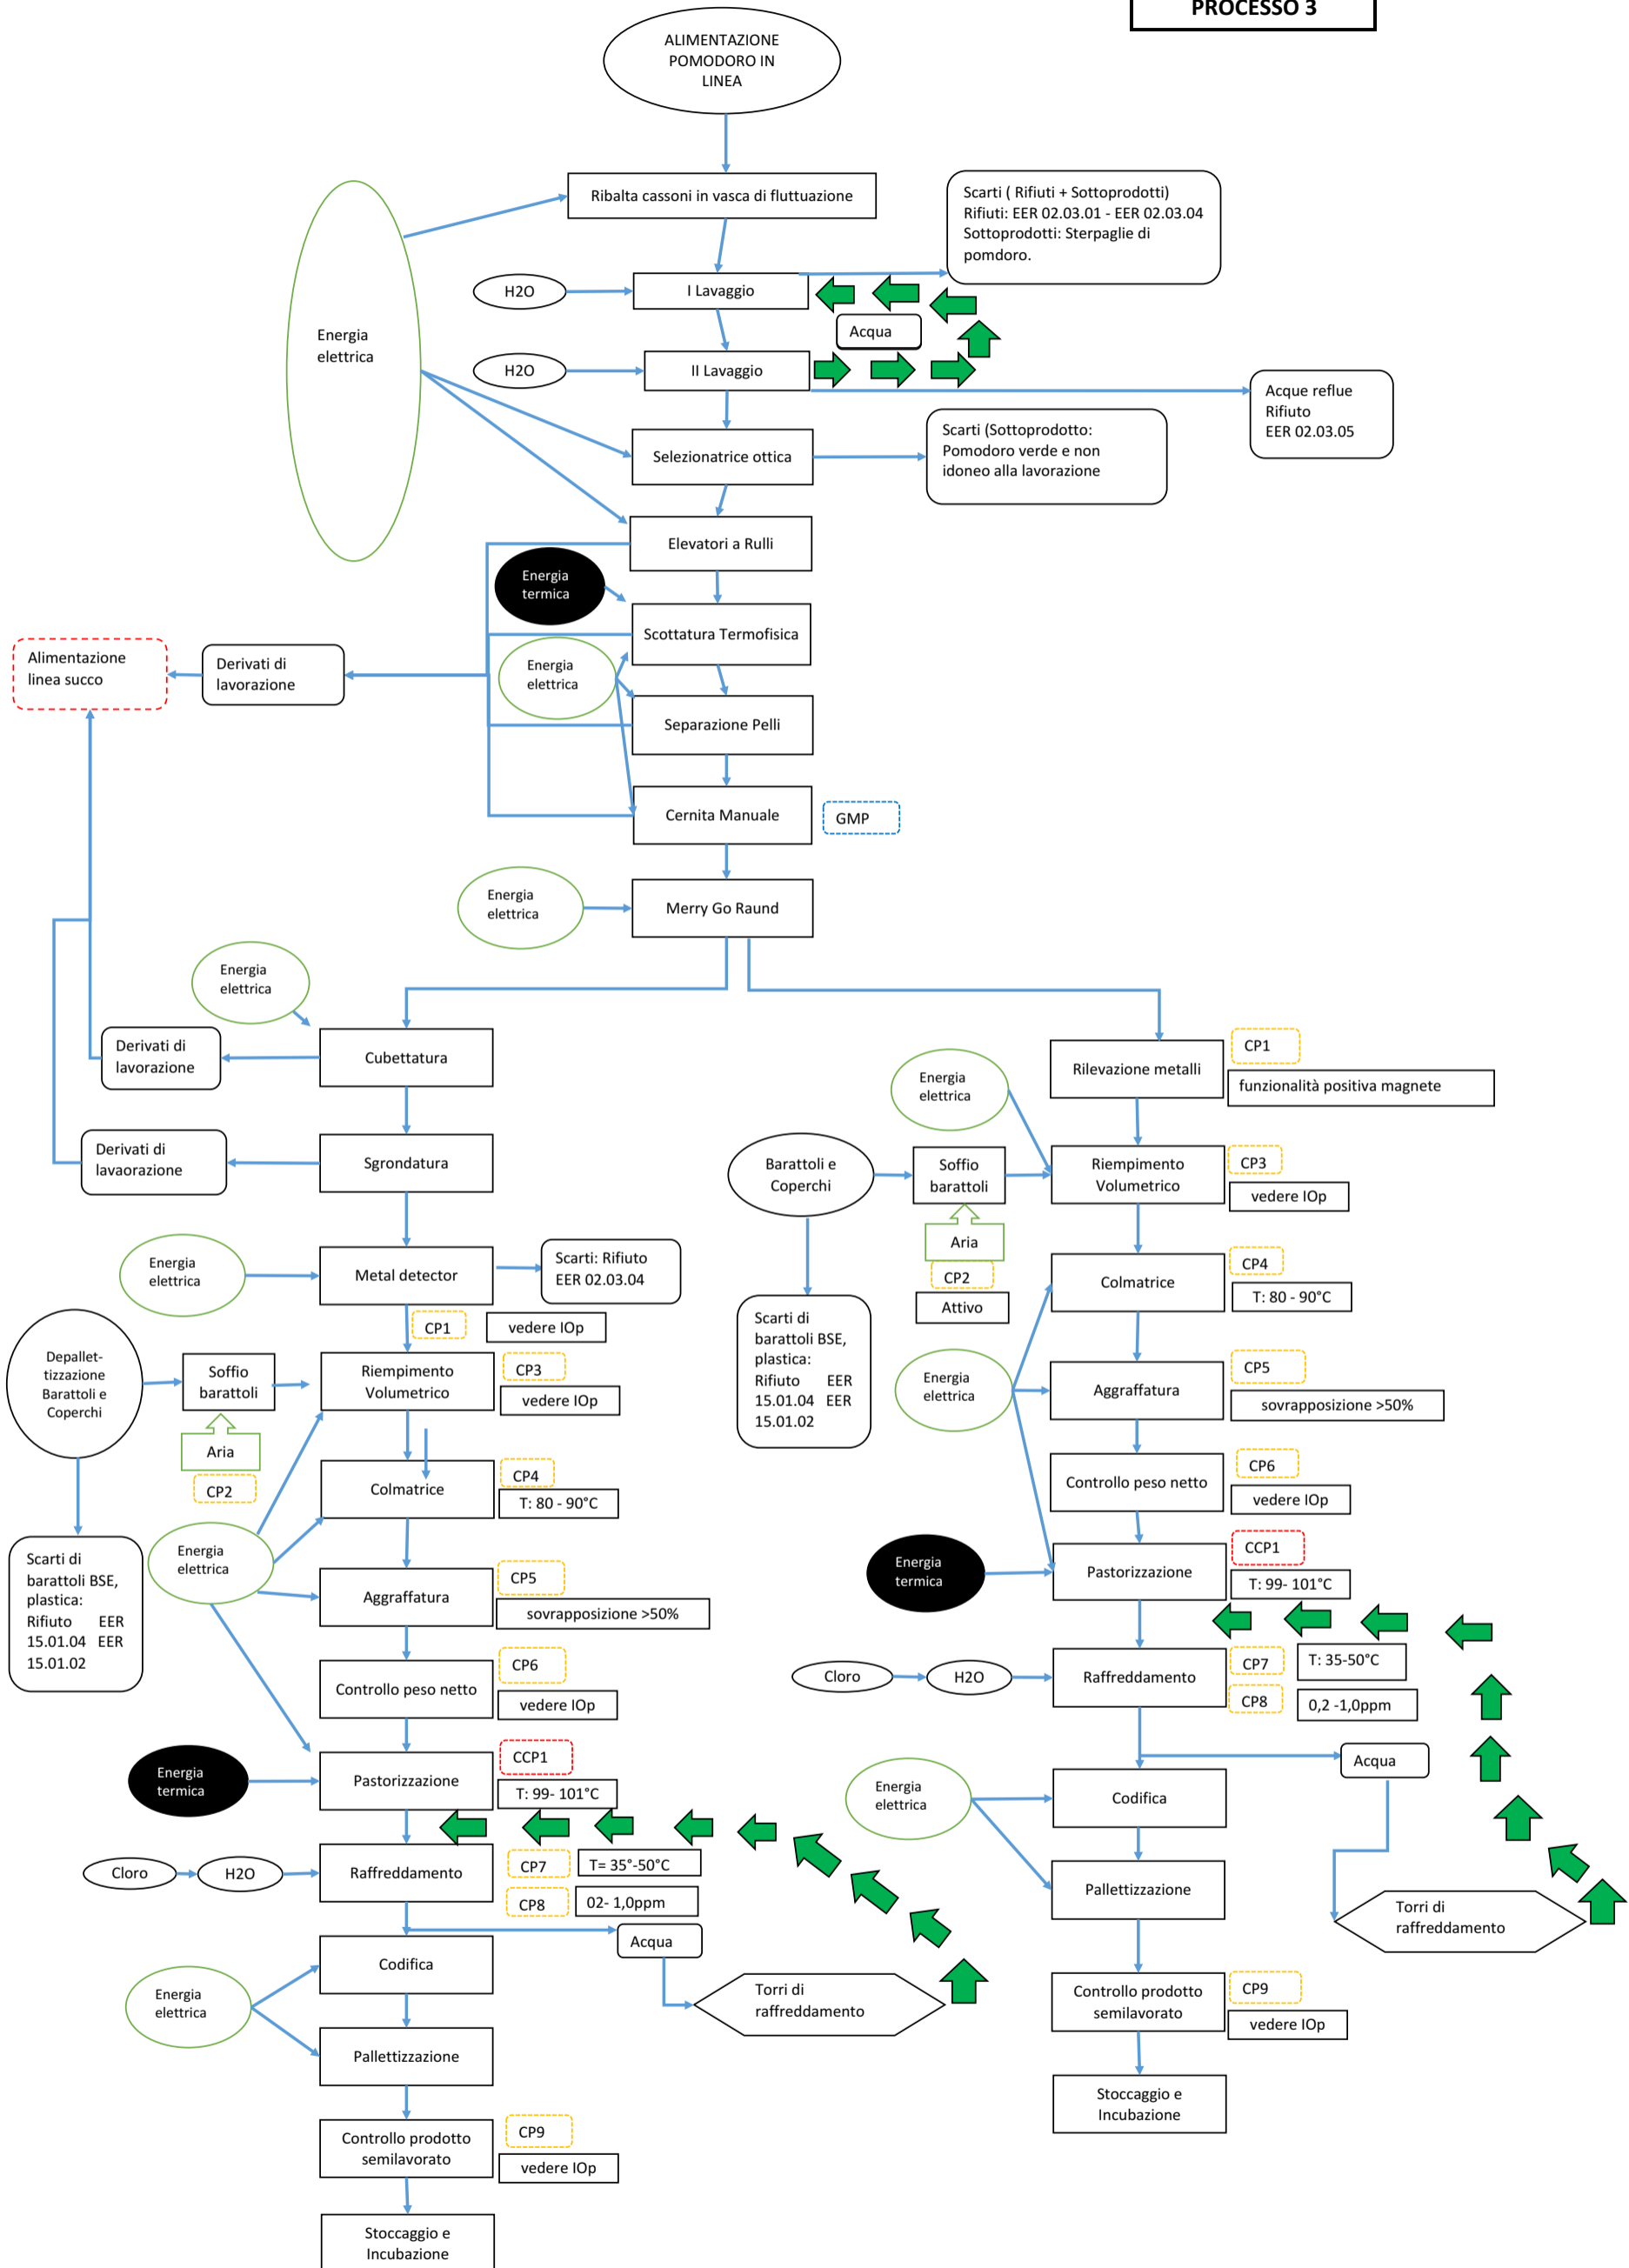 PROCESSO 3
ALIMENTAZIONE
POMODORO IN
LINEA
Ribalta cassoni in vasca di fluttuazione
Scarti ( Rifiuti + Sottoprodotti)
Rifiuti: EER 02.03.01 - EER 02.03.04
Sottoprodotti: Sterpaglie di
pomdoro.
H2O
I Lavaggio
Acqua
Energia
elettrica
H2O
II Lavaggio
Acque reflue
Rifiuto
EER 02.03.05
Selezionatrice ottica
Scarti (Sottoprodotto:
Pomodoro verde e non
idoneo alla lavorazione
Elevatori a Rulli
Energia
termica
Scottatura Termofisica
Alimentazione
linea succo
Derivati di
lavorazione
Energia
elettrica
Separazione Pelli
Cernita Manuale
GMP
Energia
elettrica
Merry Go Raund
Energia
elettrica
Derivati di
lavorazione
Cubettatura
Derivati di
lavaorazione
Sgrondatura
Energia
elettrica
Metal detector
Scarti: Rifiuto
EER 02.03.04
CP1
vedere IOp
Depallet-
tizzazione
Barattoli e
Coperchi
Soffio
barattoli
Riempimento
Volumetrico
CP3
vedere IOp
Aria
CP2
Colmatrice
CP4
T: 80 - 90°C
Scarti di
barattoli BSE,
plastica:
Rifiuto EER
15.01.04 EER
15.01.02
Energia
elettrica
Aggraffatura
CP5
sovrapposizione >50%
Controllo peso netto
CP6
vedere IOp
Energia
termica
Pastorizzazione
CCP1
T: 99- 101°C
Cloro
H2O
Raffreddamento
CP7
T= 35°-50°C
CP8
02- 1,0ppm
Acqua
Codifica
Energia
elettrica
Torri di
raffreddamento
Pallettizzazione
Controllo prodotto
semilavorato
CP9
vedere IOp
Stoccaggio e
Incubazione
Rilevazione metalli
CP1
funzionalità positiva magnete
Energia
elettrica
Barattoli e
Coperchi
Soffio
barattoli
Riempimento
Volumetrico
CP3
vedere IOp
Aria
CP2
Attivo
Colmatrice
CP4
T: 80 - 90°C
Scarti di
barattoli BSE,
plastica:
Rifiuto EER
15.01.04 EER
15.01.02
Energia
elettrica
Aggraffatura
CP5
sovrapposizione >50%
Controllo peso netto
CP6
vedere IOp
Energia
termica
Pastorizzazione
CCP1
T: 99- 101°C
Cloro
H2O
Raffreddamento
CP7
T: 35-50°C
CP8
0,2 -1,0ppm
Acqua
Energia
elettrica
Codifica
Pallettizzazione
Torri di
raffreddamento
Controllo prodotto
semilavorato
CP9
vedere IOp
Stoccaggio e
Incubazione